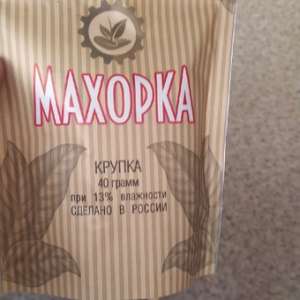 МАХОРКА
КРУПКА
40 грамм
при 13% влажности
СДЕЛАНО В РОССИИ